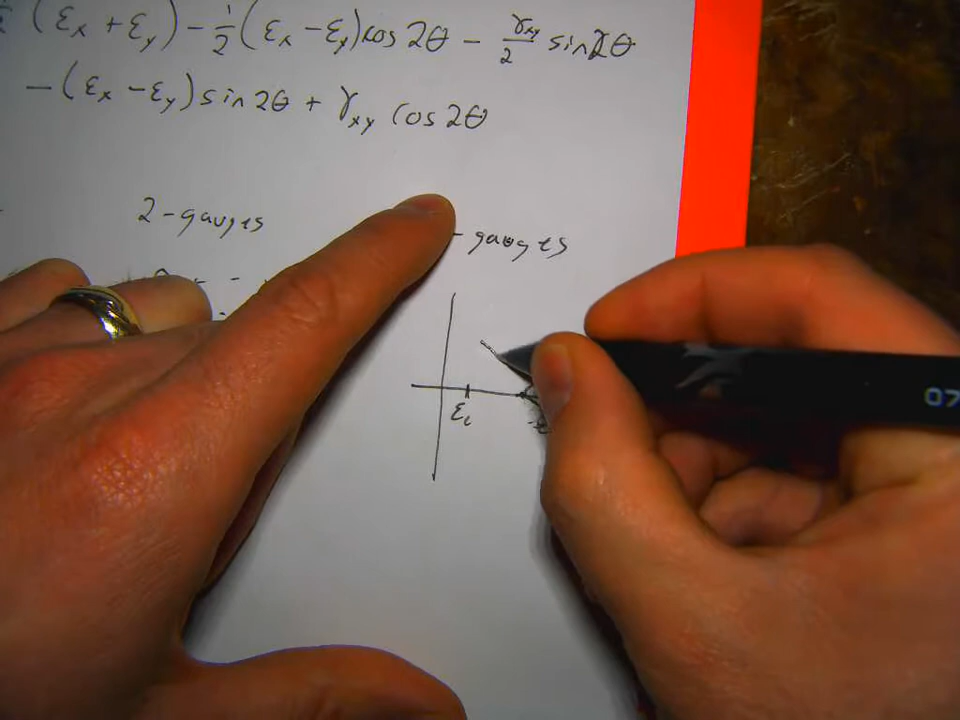 (εx + εy) - 1/2 (εx - εy) cos 2θ - γxy/2 sin 2θ
- (εx - εy) sin 2θ + γxy cos 2θ
2-gauges
- gauges
07